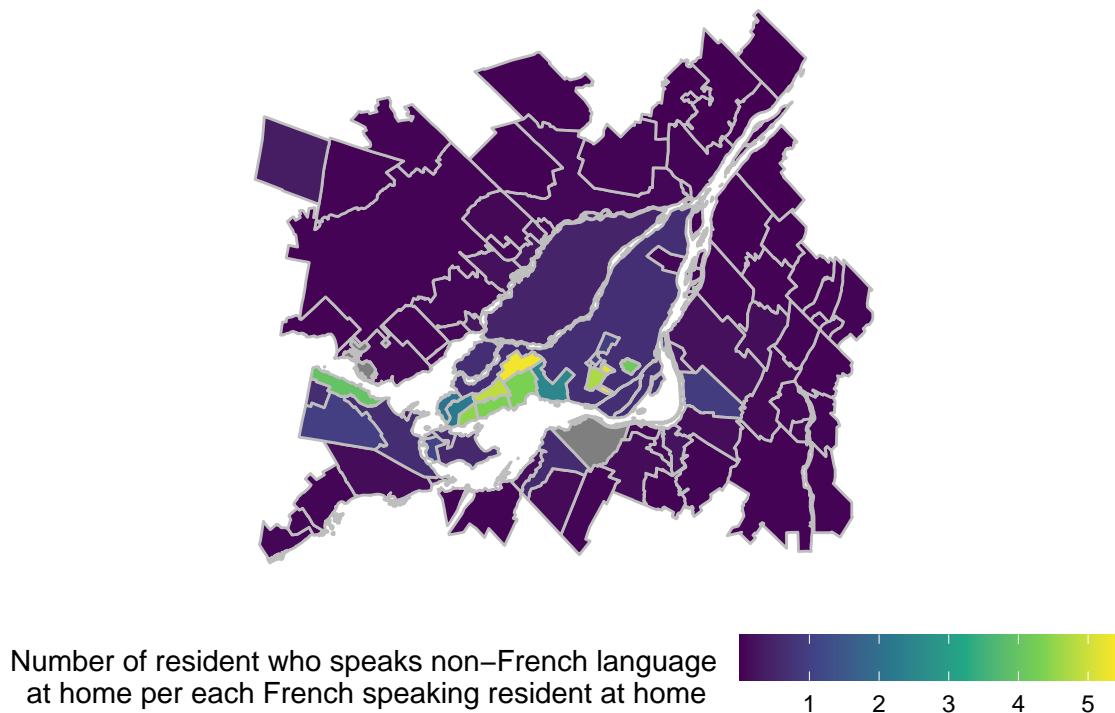 Number of resident who speaks non−French language
at home per each French speaking resident at home
1 2 3 4 5